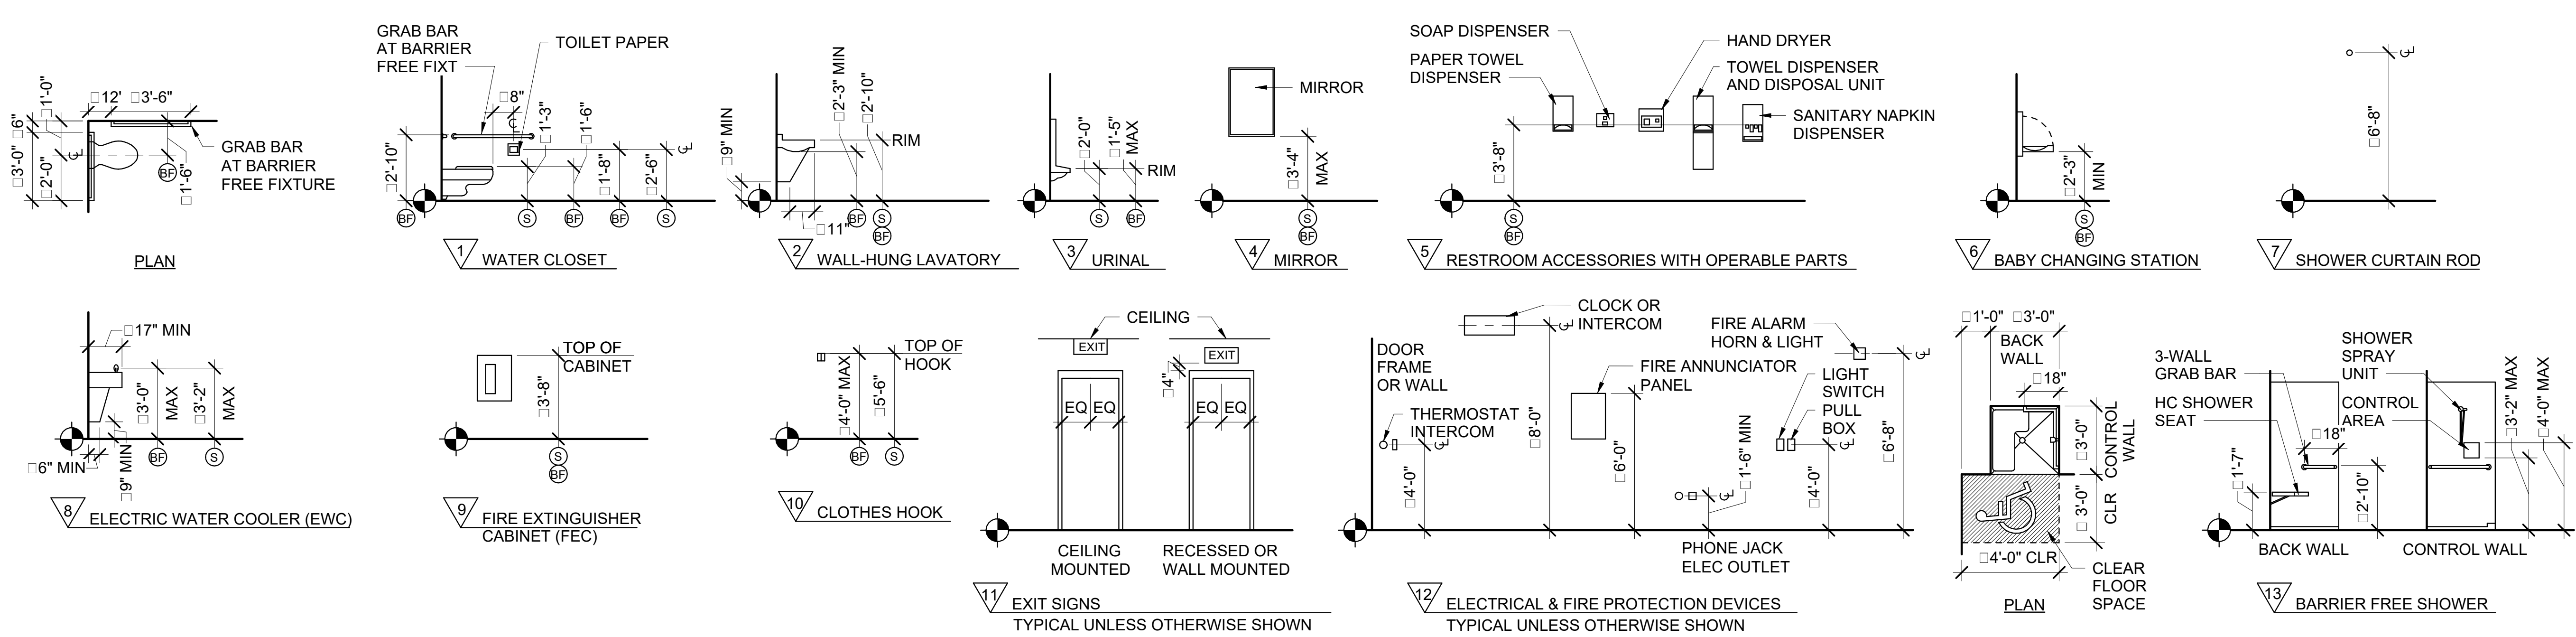 □6"
□1'-0"
□12'
□3'-6"
□3'-0"
□2'-0"
℄
BF
□1'-6"
GRAB BAR
AT BARRIER
FREE FIXTURE
PLAN
GRAB BAR
AT BARRIER
FREE FIXT
TOILET PAPER
□8"
℄
□1'-3"
□1'-6"
□2'-10"
□1'-8"
□2'-6"
℄
BF
S
BF
BF
S
1
WATER CLOSET
□9" MIN
□2'-3" MIN
□2'-10"
RIM
□11"
BF
S
BF
2
WALL-HUNG LAVATORY
□2'-0"
□1'-5"
MAX
RIM
S
BF
3
URINAL
MIRROR
□3'-4"
MAX
S
BF
4
MIRROR
SOAP DISPENSER
PAPER TOWEL
DISPENSER
HAND DRYER
TOWEL DISPENSER
AND DISPOSAL UNIT
SANITARY NAPKIN
DISPENSER
□3'-8"
S
BF
5
RESTROOM ACCESSORIES WITH OPERABLE PARTS
□2'-3"
MIN
S
BF
6
BABY CHANGING STATION
℄
□6'-8"
7
SHOWER CURTAIN ROD
□17" MIN
□3'-0"
MAX
□3'-2"
MAX
□6" MIN
□9" MIN
BF
S
8
ELECTRIC WATER COOLER (EWC)
TOP OF
CABINET
□3'-8"
S
BF
9
FIRE EXTINGUISHER
CABINET (FEC)
TOP OF
HOOK
□4'-0" MAX
□5'-6"
BF
S
10
CLOTHES HOOK
CEILING
EXIT
EXIT
□4"
EQ
EQ
EQ
EQ
CEILING
MOUNTED
RECESSED OR
WALL MOUNTED
11
EXIT SIGNS
TYPICAL UNLESS OTHERWISE SHOWN
CLOCK OR
INTERCOM
℄
DOOR
FRAME
OR WALL
THERMOSTAT
INTERCOM
℄
□4'-0"
□8'-0"
FIRE ANNUNCIATOR
PANEL
□6'-0"
FIRE ALARM
HORN & LIGHT
℄
LIGHT
SWITCH
PULL
BOX
℄
□1'-6" MIN
℄
□4'-0"
□6'-8"
PHONE JACK
ELEC OUTLET
12
ELECTRICAL & FIRE PROTECTION DEVICES
TYPICAL UNLESS OTHERWISE SHOWN
□1'-0"
□3'-0"
BACK
WALL
□18"
□3'-0"
CONTROL
WALL
□3'-0"
CLR
□4'-0" CLR
CLEAR
FLOOR
SPACE
PLAN
3-WALL
GRAB BAR
HC SHOWER
SEAT
SHOWER
SPRAY
UNIT
CONTROL
AREA
□18"
□1'-7"
□2'-10"
□3'-2" MAX
□4'-0" MAX
BACK WALL
CONTROL WALL
13
BARRIER FREE SHOWER